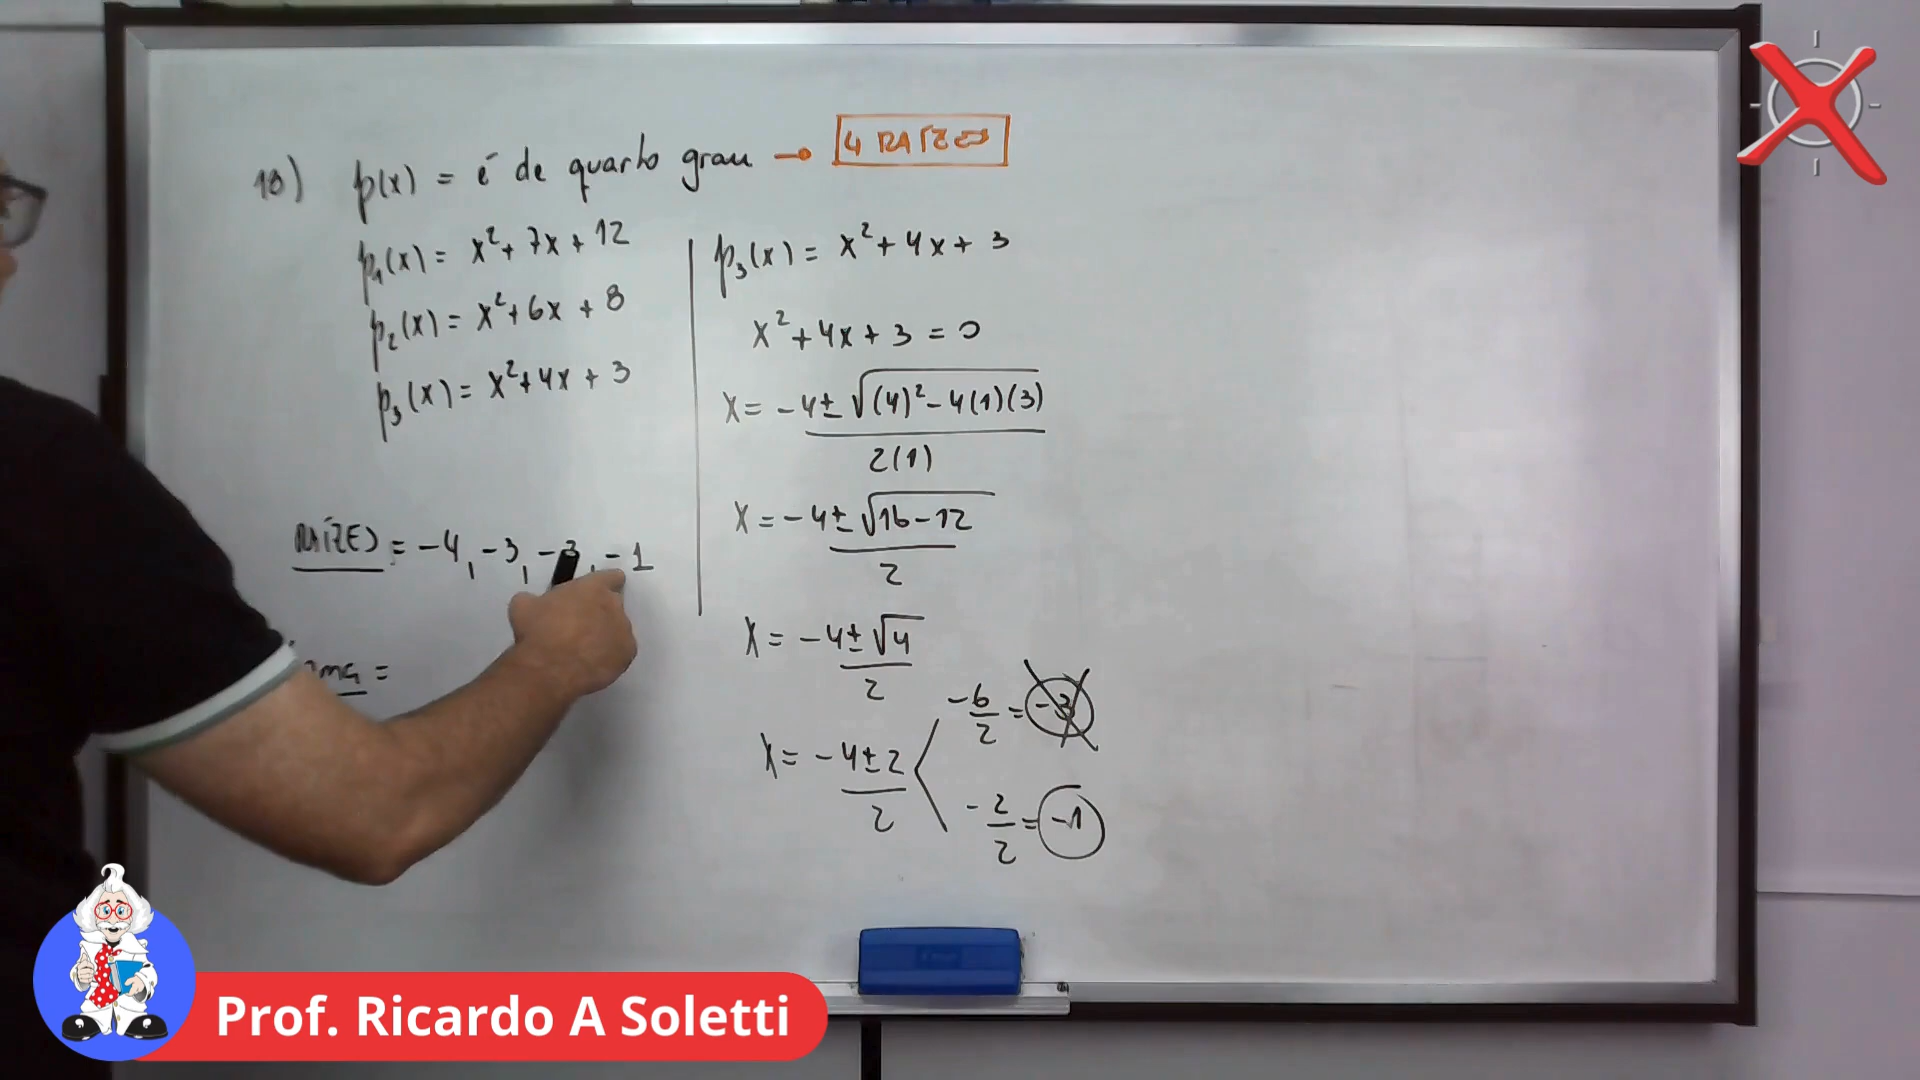 18) p(x) = é de quarto grau → 4 RAÍZES
p₁(x) = x² + 7x + 12
p₂(x) = x² + 6x + 8
p₃(x) = x² + 4x + 3
RAÍZES = -4, -3, , -1
=
p₃(x) = x² + 4x + 3
x² + 4x + 3 = 0
x = -4 ± √(4)² - 4(1)(3)
2(1)
x = -4 ± √16 - 12
2
x = -4 ± √4
2
x = -4 ± 2
2
-6/2 = -3
-2/2 = -1
Prof. Ricardo A Soletti